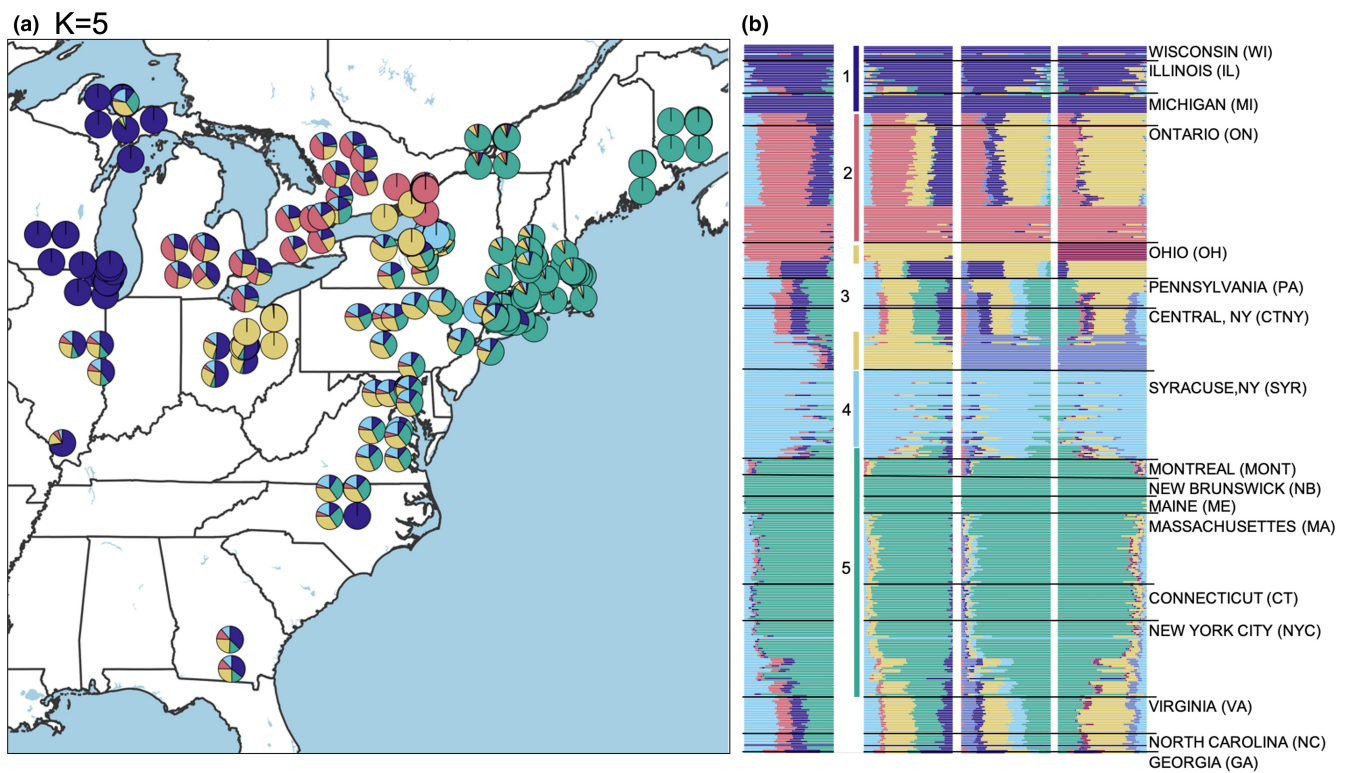 (a) K=5
(b)
1
2
3
4
5
WISCONSIN (WI)
ILLINOIS (IL)
MICHIGAN (MI)
ONTARIO (ON)
OHIO (OH)
PENNSYLVANIA (PA)
CENTRAL, NY (CTNY)
SYRACUSE,NY (SYR)
MONTREAL (MONT)
NEW BRUNSWICK (NB)
MAINE (ME)
MASSACHUSETTES (MA)
CONNECTICUT (CT)
NEW YORK CITY (NYC)
VIRGINIA (VA)
NORTH CAROLINA (NC)
GEORGIA (GA)